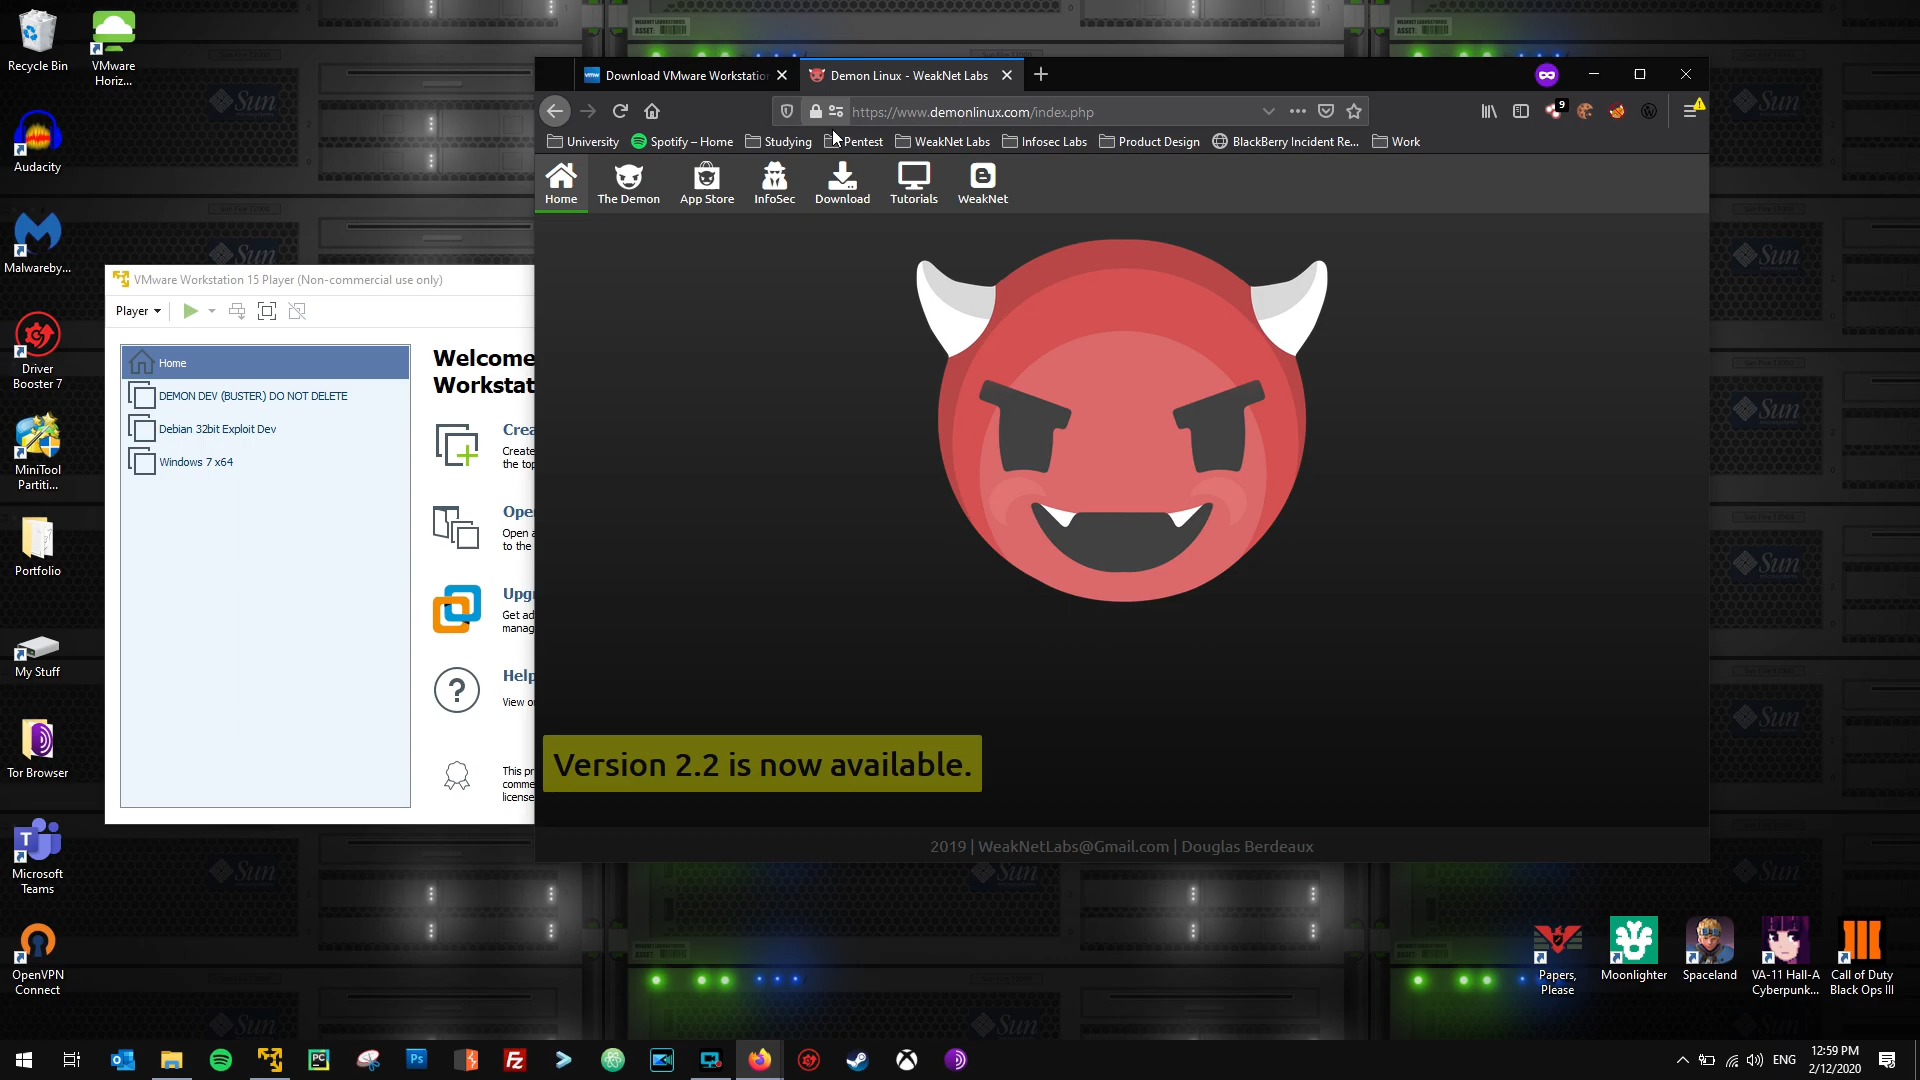 Recycle Bin
VMware
Horiz...
Audacity
Malwareby...
Driver
Booster 7
MiniTool
Partiti...
Portfolio
My Stuff
Tor Browser
Microsoft
Teams
OpenVPN
Connect
VMware Workstation 15 Player (Non-commercial use only)
Player
Home
DEMON DEV (BUSTER) DO NOT DELETE
Debian 32bit Exploit Dev
Windows 7 x64
Welcome
Workstat
Crea
Create
the top
Ope
Open a
to the
Upg
Get ad
manag
?
Help
View o
This pr
comme
license
vmw Download VMware Workstation
Demon Linux - WeakNet Labs
https://www.demonlinux.com/index.php
9
University
Spotify – Home
Studying
Pentest
WeakNet Labs
Infosec Labs
Product Design
BlackBerry Incident Re...
Work
Home
The Demon
App Store
InfoSec
Download
Tutorials
WeakNet
Version 2.2 is now available.
2019 | WeakNetLabs@Gmail.com | Douglas Berdeaux
Sun
ASSET:
Papers,
Please
Moonlighter
Spaceland
VA-11 Hall-A
Cyberpunk...
Call of Duty
Black Ops III
PC
Ps
ENG
12:59 PM
2/12/2020